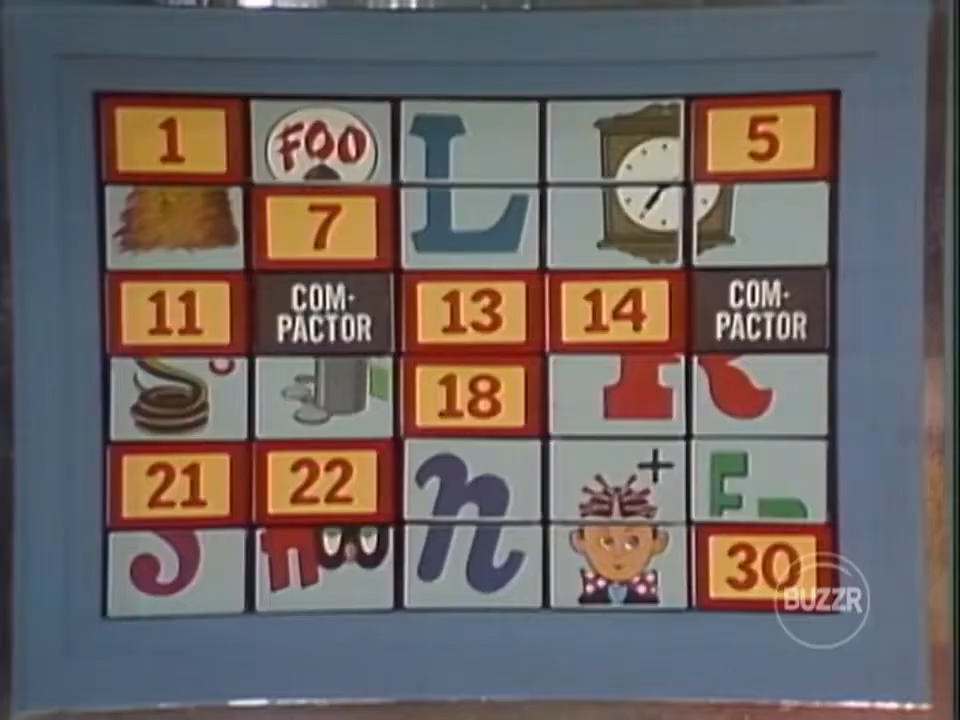 1
FOO
L
5
7
11
COM-
PACTOR
13
14
COM-
PACTOR
18
21
22
n
+
30
BUZZR